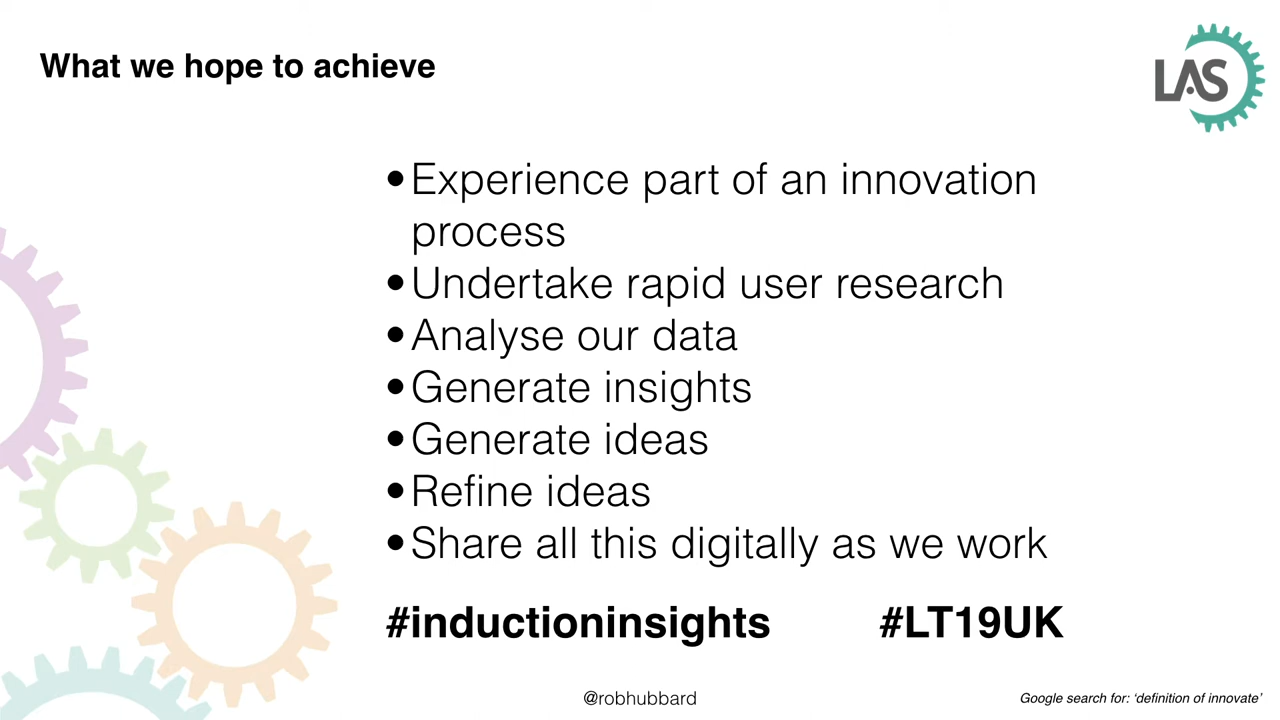 What we hope to achieve
LAS
•Experience part of an innovation
process
•Undertake rapid user research
•Analyse our data
•Generate insights
•Generate ideas
•Refine ideas
•Share all this digitally as we work
#inductioninsights #LT19UK
@robhubbard
Google search for: ‘definition of innovate’